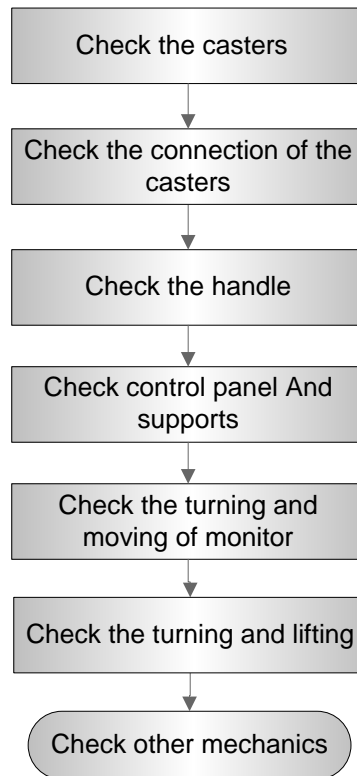 Check the casters
Check the connection of the
casters
Check the handle
Check control panel And
supports
Check the turning and
moving of monitor
Check the turning and lifting
Check other mechanics